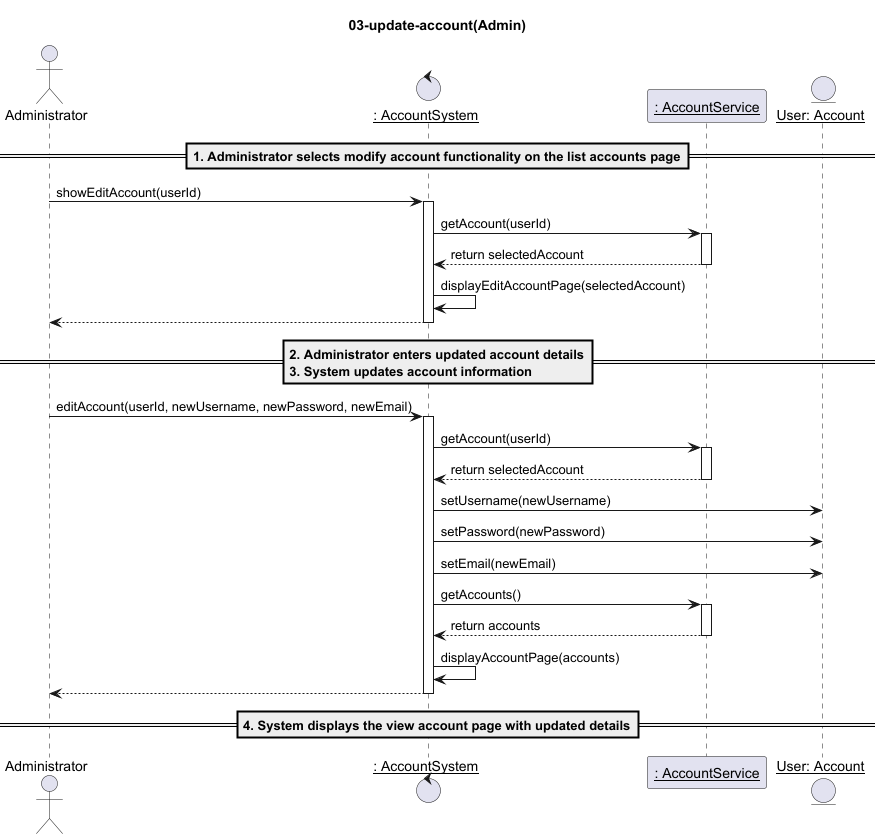 03-update-account(Admin)
Administrator
: AccountSystem
: AccountService
User: Account
1. Administrator selects modify account functionality on the list accounts page
showEditAccount(userId)
getAccount(userId)
return selectedAccount
displayEditAccountPage(selectedAccount)
2. Administrator enters updated account details
3. System updates account information
editAccount(userId, newUsername, newPassword, newEmail)
getAccount(userId)
return selectedAccount
setUsername(newUsername)
setPassword(newPassword)
setEmail(newEmail)
getAccounts()
return accounts
displayAccountPage(accounts)
4. System displays the view account page with updated details
Administrator
: AccountSystem
: AccountService
User: Account